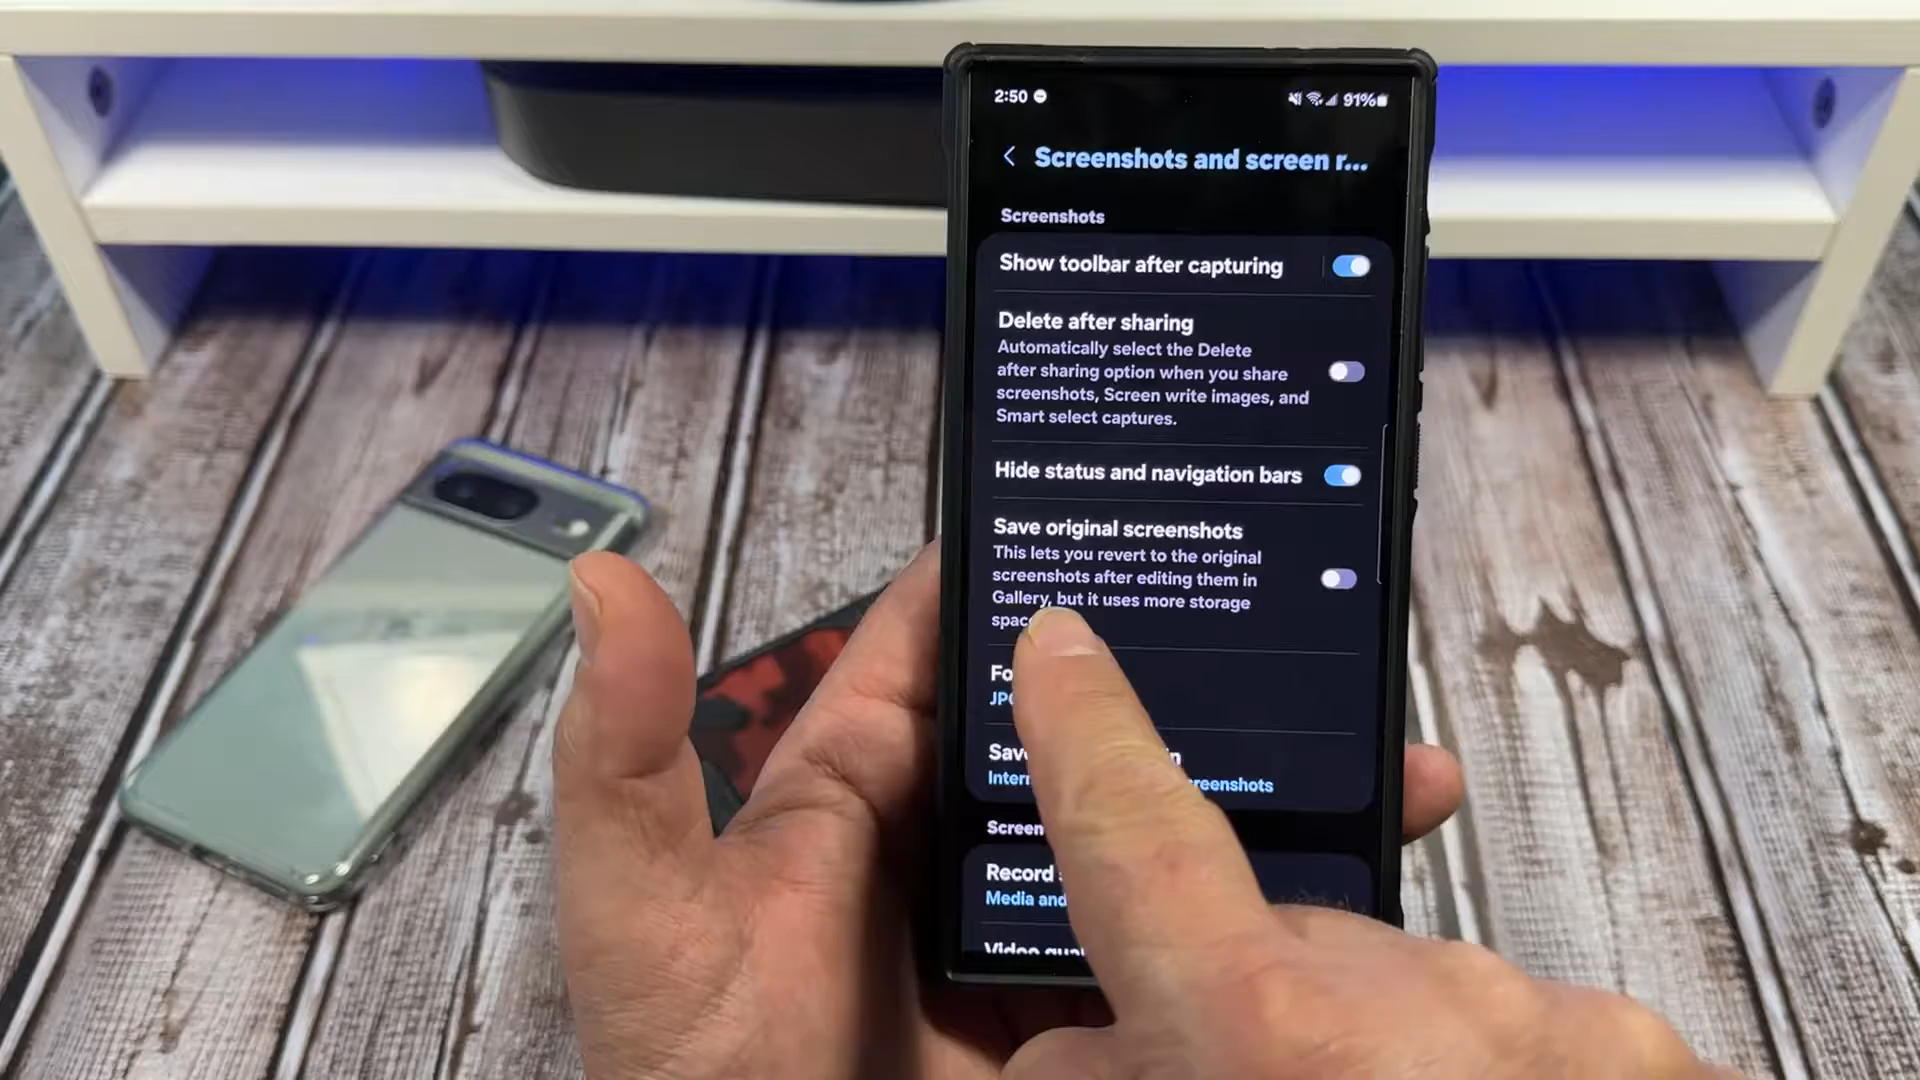 2:50
91%
Screenshots and screen r...
Screenshots
Show toolbar after capturing
Delete after sharing
Automatically select the Delete
after sharing option when you share
screenshots, Screen write images, and
Smart select captures.
Hide status and navigation bars
Save original screenshots
This lets you revert to the original
screenshots after editing them in
Gallery, but it uses more storage
Record
Media and
Video